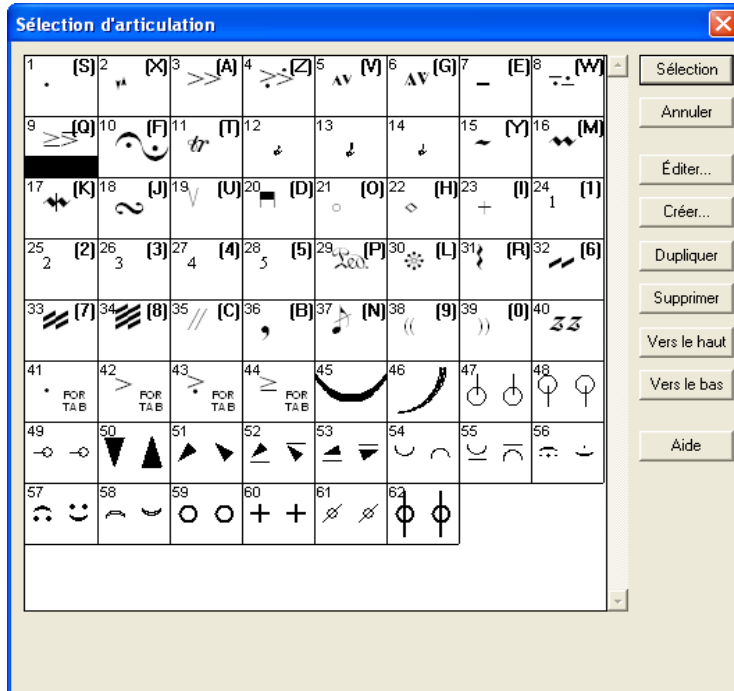 Sélection d'articulation
1 (S) 2 (X) 3 >> (A) 4 >> (Z) 5 AV (V) 6 AV (G) 7 (E) 8 (W)
9 (Q) 10 (F) 11 tr (T) 12 13 14 15 (Y) 16 (M)
17 (K) 18 (J) 19 (U) 20 (D) 21 (O) 22 (H) 23 + (I) 24 1 (1)
25 2 (2) 26 3 (3) 27 4 (4) 28 5 (5) 29 Ped. (P) 30 (L) 31 (R) 32 (6)
33 (7) 34 (8) 35 // (C) 36 , (B) 37 (N) 38 (( (9) 39 )) (0) 40 zz
41 . FOR TAB 42 > FOR TAB 43 > FOR TAB 44 ≥ FOR TAB 45 46 47 48
49 50 51 52 53 54 55 56
57 58 59 60 + + 61 62
Sélection
Annuler
Éditer...
Créer...
Dupliquer
Supprimer
Vers le haut
Vers le bas
Aide